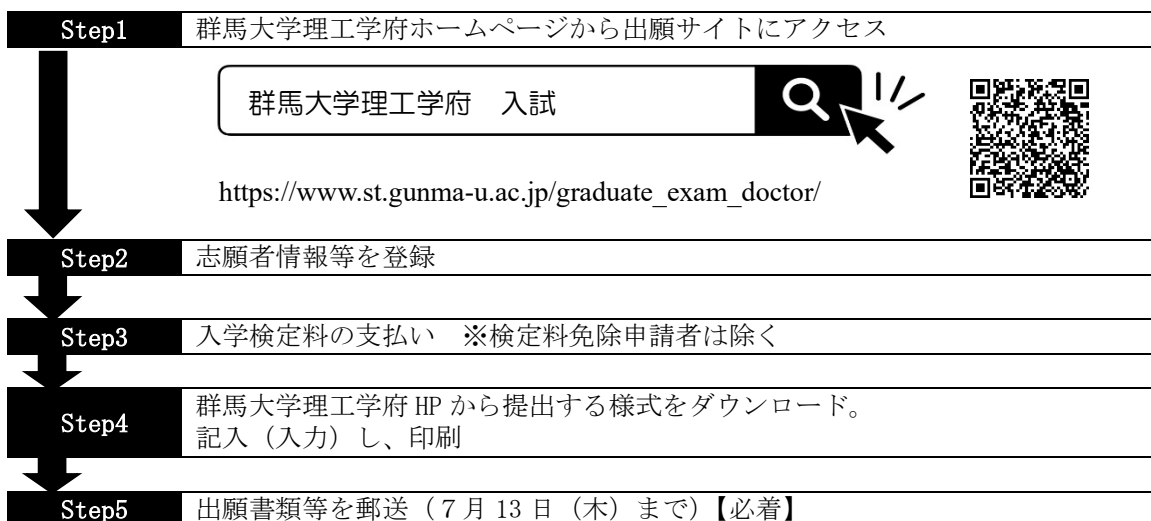 Step1 群馬大学理工学府ホームページから出願サイトにアクセス
群馬大学理工学府　入試
https://www.st.gunma-u.ac.jp/graduate_exam_doctor/
Step2 志願者情報等を登録
Step3 入学検定料の支払い　※検定料免除申請者は除く
Step4 群馬大学理工学府 HP から提出する様式をダウンロード。
記入（入力）し、印刷
Step5 出願書類等を郵送（７月 13 日（木）まで）【必着】